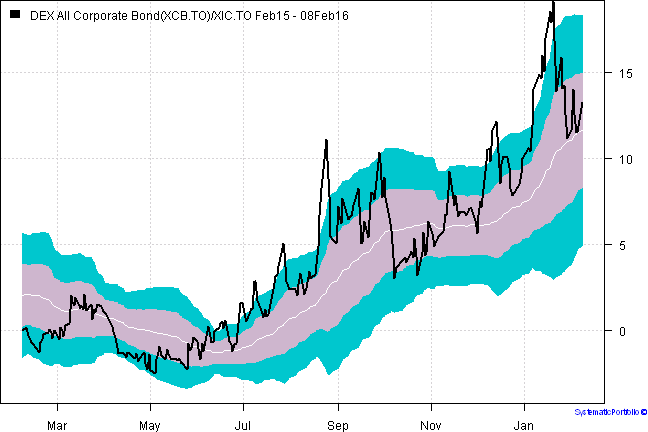 DEX All Corporate Bond(XCB.TO)/XIC.TO Feb15 - 08Feb16
15
10
5
0
Mar May Jul Sep Nov Jan
SystematicPortfolio ©